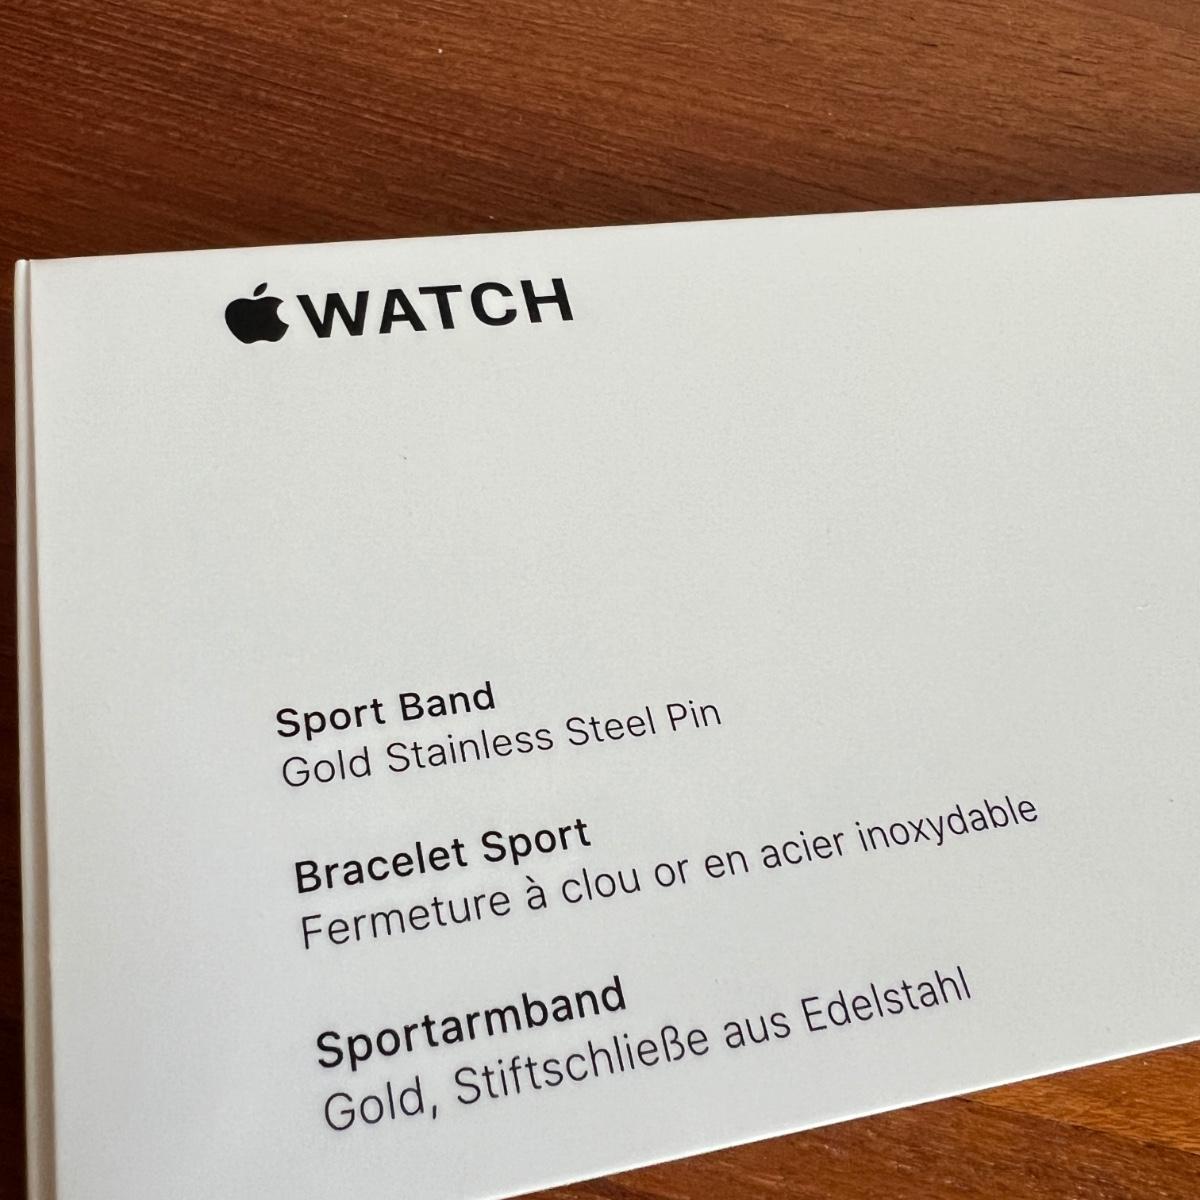 WATCH
Sport Band
Gold Stainless Steel Pin
Bracelet Sport
Fermeture à clou or en acier inoxydable
Sportarmband
Gold, Stiftschließe aus Edelstahl